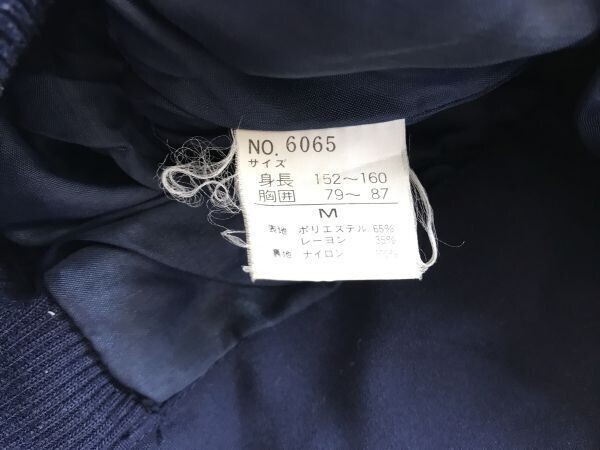 NO. 6065
サイズ
身長 152〜160
胸囲 79〜 87
M
表地 ポリエステル 65%
レーヨン 35%
裏地 ナイロン 100%